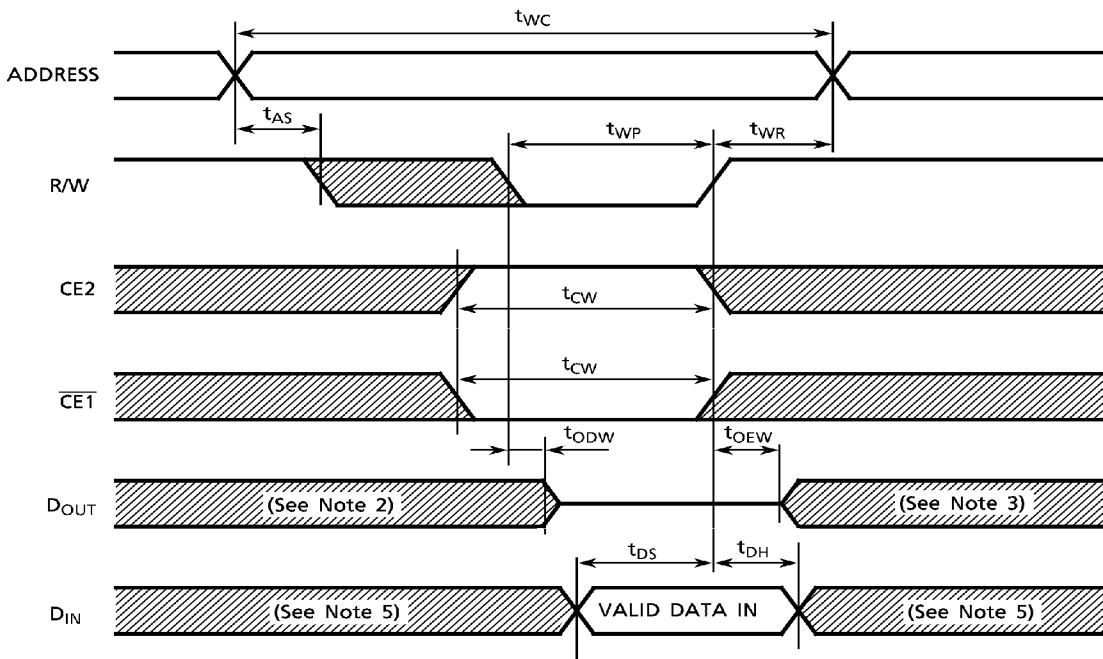 tWC
ADDRESS
tAS
tWP
tWR
R/W
CE2
tCW
tCW
CE1
tODW
tOEW
DOUT
(See Note 2)
(See Note 3)
tDS
tDH
DIN
(See Note 5)
VALID DATA IN
(See Note 5)